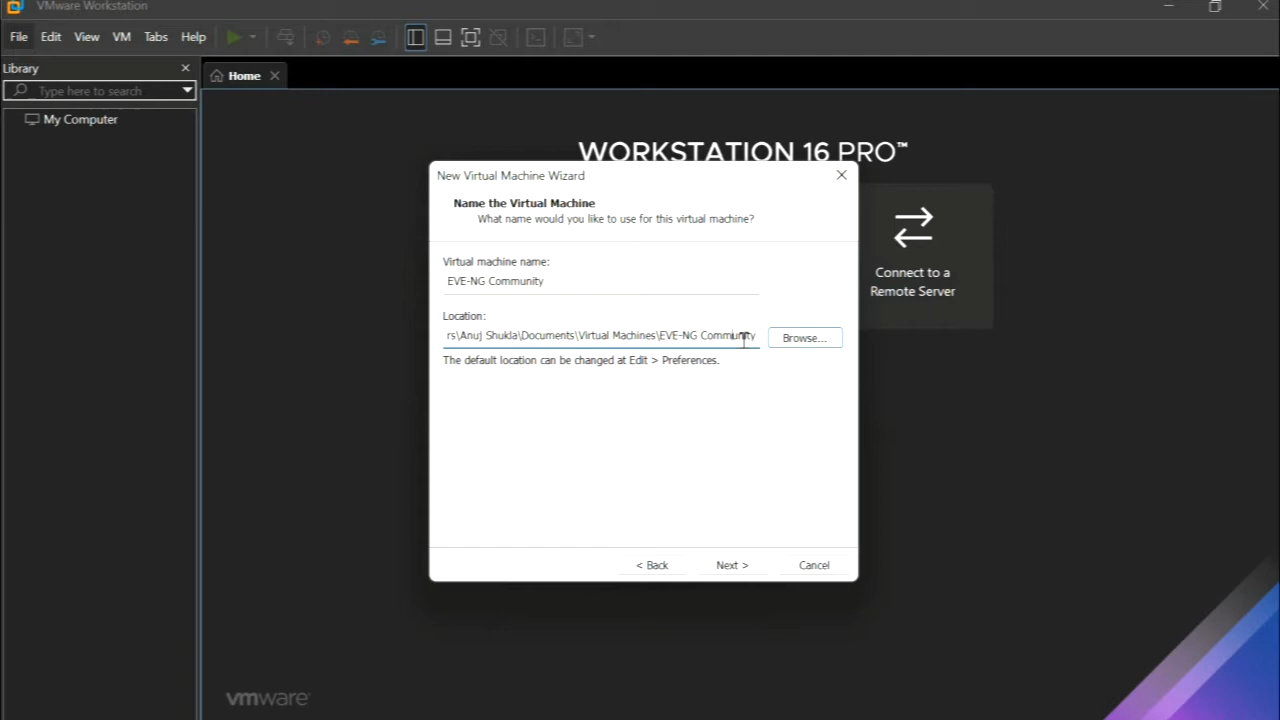 VMware Workstation
File Edit View VM Tabs Help
Library
Type here to search
My Computer
Home
WORKSTATION 16 PRO™
New Virtual Machine Wizard
Name the Virtual Machine
What name would you like to use for this virtual machine?
Virtual machine name:
EVE-NG Community
Location:
rs\Anuj Shukla\Documents\Virtual Machines\EVE-NG Community
Browse...
The default location can be changed at Edit > Preferences.
< Back Next > Cancel
Connect to a
Remote Server
vmware